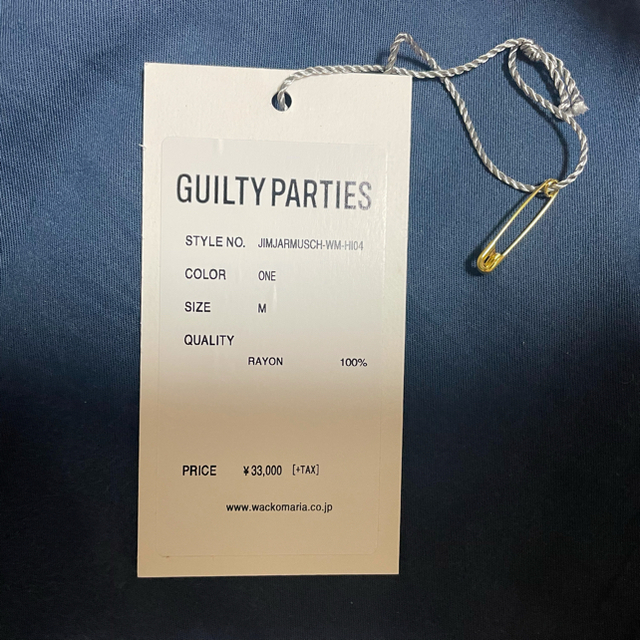 GUILTY PARTIES
STYLE NO. JIMJARMUSCH-WM-HI04
COLOR ONE
SIZE M
QUALITY
RAYON 100%
PRICE ¥33,000 [+TAX]
www.wackomaria.co.jp